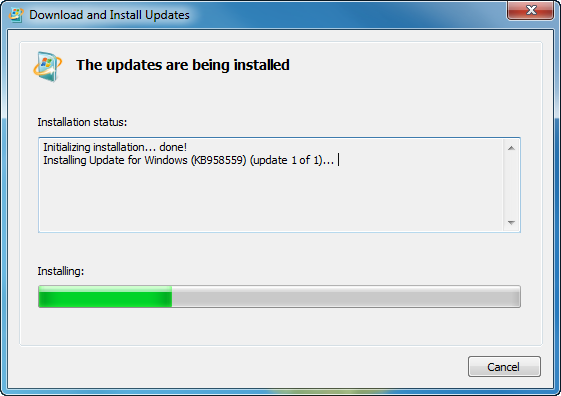 Download and Install Updates
The updates are being installed
Installation status:
Initializing installation... done!
Installing Update for Windows (KB958559) (update 1 of 1)...
Installing:
Cancel